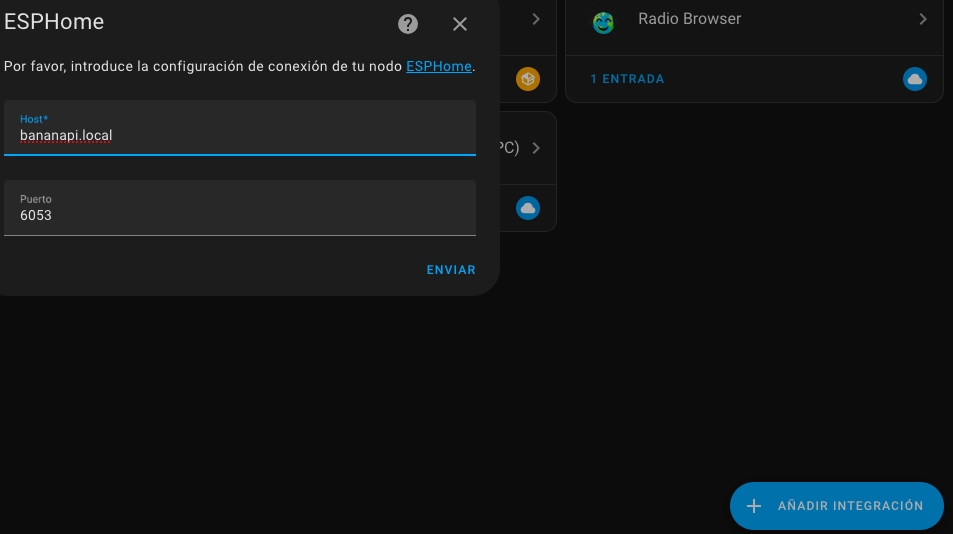 ESPHome
Por favor, introduce la configuración de conexión de tu nodo ESPHome.
Host*
bananapi.local
Puerto
6053
ENVIAR
Radio Browser
1 ENTRADA
PC)
AÑADIR INTEGRACIÓN